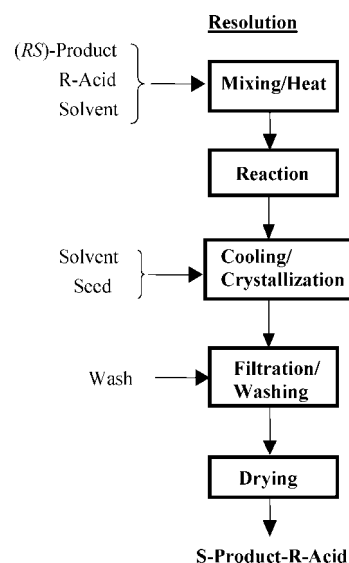 Resolution
(RS)-Product
R-Acid
Solvent
Mixing/Heat
Reaction
Solvent
Seed
Cooling/
Crystallization
Wash
Filtration/
Washing
Drying
S-Product-R-Acid